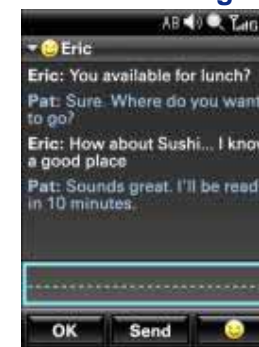 AB
Eric
Eric: You available for lunch?
Pat: Sure. Where do you want
to go?
Eric: How about Sushi... I know
a good place
Pat: Sounds great. I'll be
in 10 minutes.
OK Send